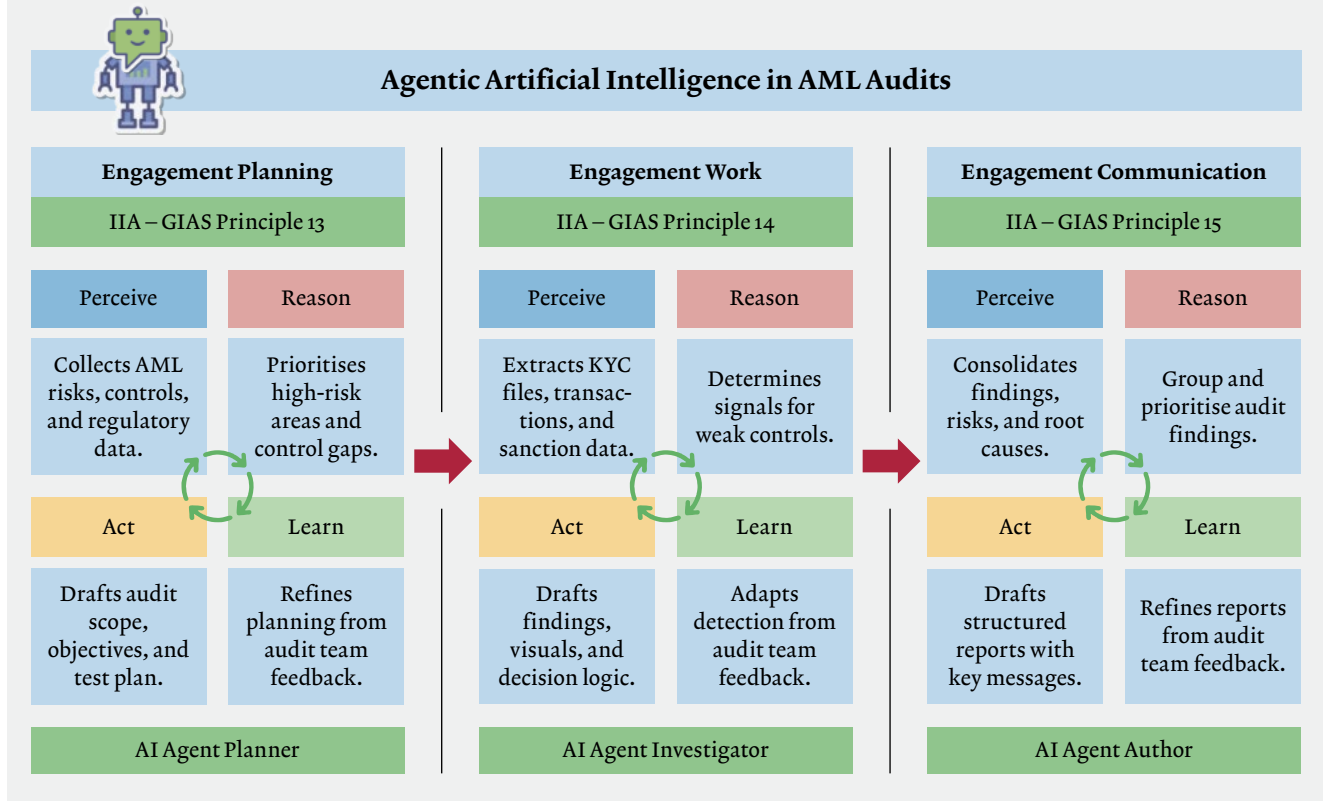 Agentic Artificial Intelligence in AML Audits
Engagement Planning
IIA – GIAS Principle 13
Perceive
Reason
Collects AML
risks, controls,
and regulatory
data.
Prioritises
high-risk
areas and
control gaps.
Act
Learn
Drafts audit
scope,
objectives, and
test plan.
Refines
planning from
audit team
feedback.
AI Agent Planner
Engagement Work
IIA – GIAS Principle 14
Perceive
Reason
Extracts KYC
files, transac-
tions, and
sanction data.
Determines
signals for
weak controls.
Act
Learn
Drafts
findings,
visuals, and
decision logic.
Adapts
detection from
audit team
feedback.
AI Agent Investigator
Engagement Communication
IIA – GIAS Principle 15
Perceive
Reason
Consolidates
findings,
risks, and root
causes.
Group and
prioritise audit
findings.
Act
Learn
Drafts
structured
reports with
key messages.
Refines reports
from audit
team feedback.
AI Agent Author